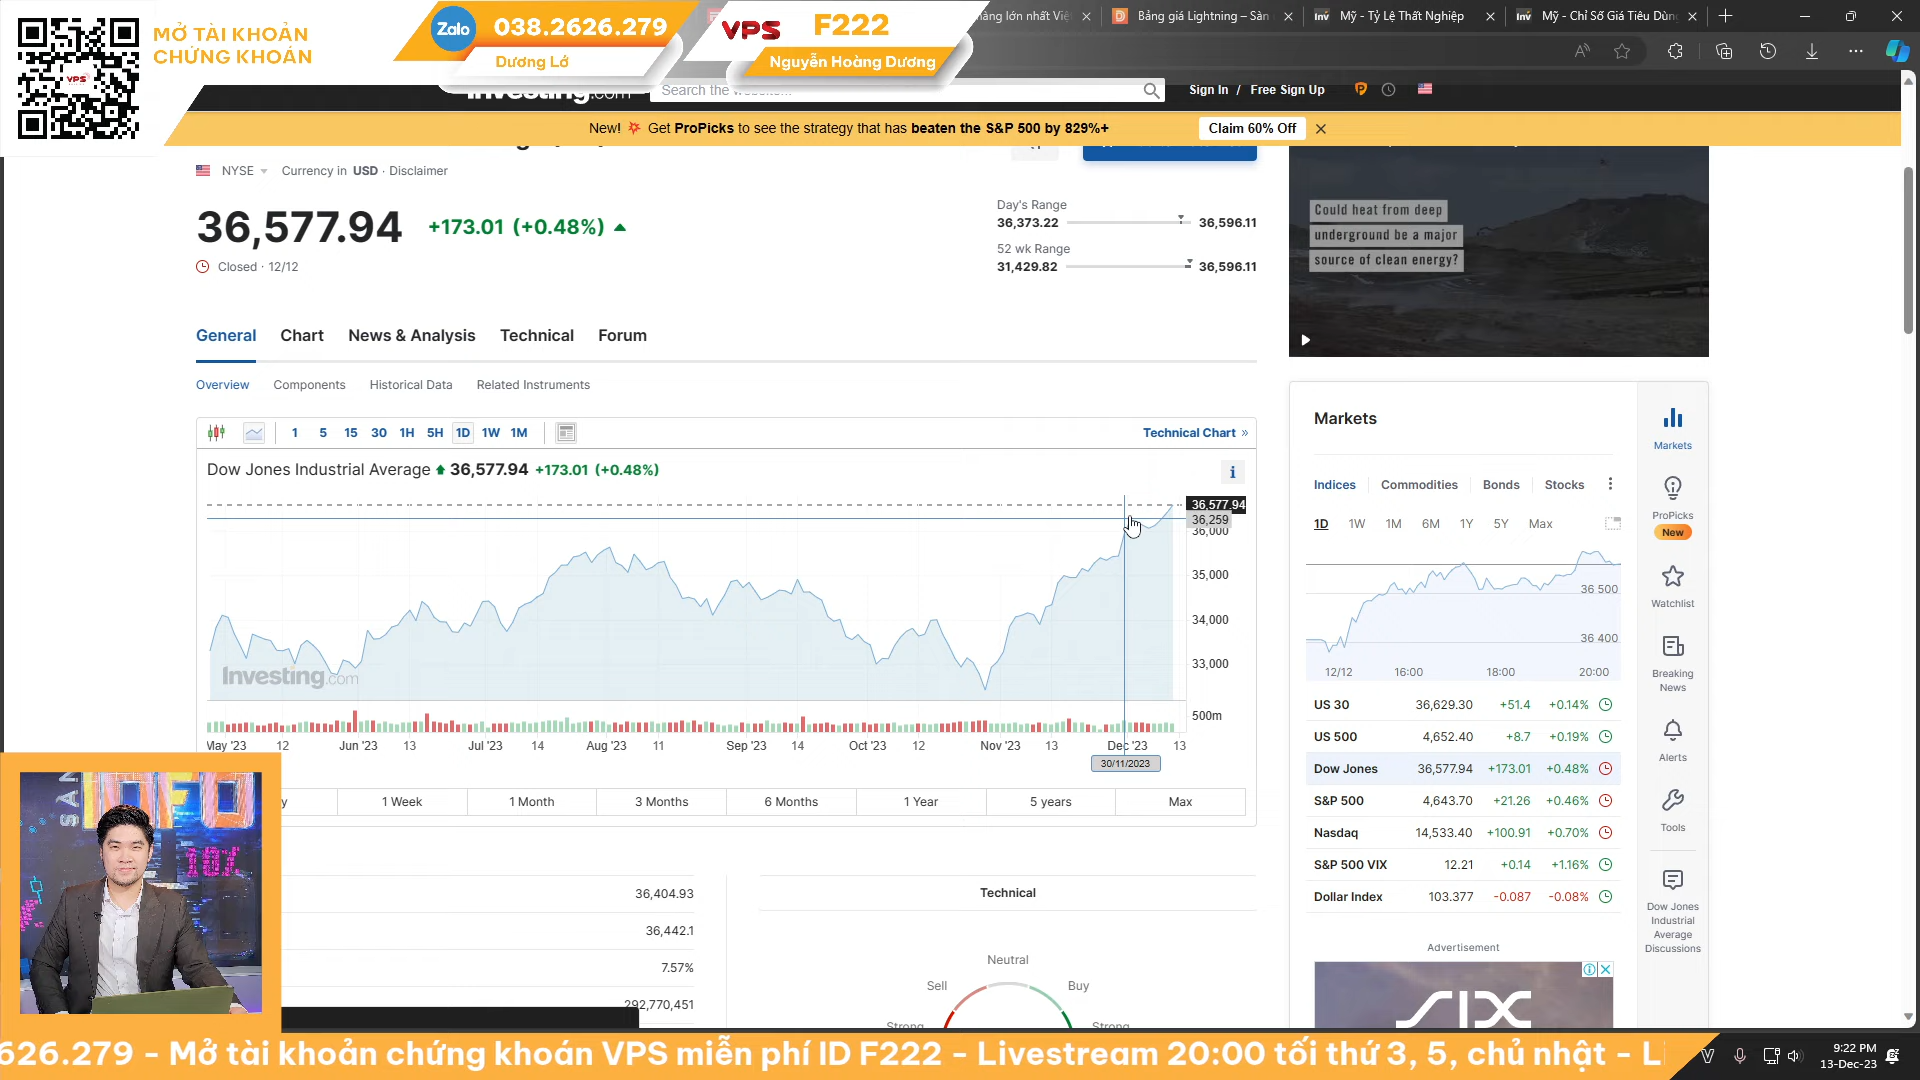 MỞ TÀI KHOẢN
CHỨNG KHOÁN
VPS
Zalo
038.2626.279
Dương Lớ
VPS
F222
Nguyễn Hoàng Dương
Bảng giá Lightning – Sàn
Mỹ - Tỷ Lệ Thất Nghiệp
Mỹ - Chỉ Số Giá Tiêu Dùng
Investing.com
Search the website...
Sign In / Free Sign Up
New! Get ProPicks to see the strategy that has beaten the S&P 500 by 829%+
Claim 60% Off
NYSE
Currency in USD · Disclaimer
36,577.94
+173.01 (+0.48%)
Closed · 12/12
Day's Range
36,373.22
36,596.11
52 wk Range
31,429.82
36,596.11
Could heat from deep
underground be a major
source of clean energy?
General
Chart
News & Analysis
Technical
Forum
Overview
Components
Historical Data
Related Instruments
1
5
15
30
1H
5H
1D
1W
1M
Technical Chart »
Dow Jones Industrial Average 36,577.94 +173.01 (+0.48%)
36,577.94
36,259
36,000
35,000
34,000
33,000
500m
Investing.com
May '23
12
Jun '23
13
Jul '23
14
Aug '23
11
Sep '23
14
Oct '23
12
Nov '23
13
Dec '23
13
30/11/2023
y
1 Week
1 Month
3 Months
6 Months
1 Year
5 years
Max
36,404.93
36,442.1
7.57%
292,770,451
Technical
Neutral
Sell
Buy
Strong
Strong
Markets
Indices
Commodities
Bonds
Stocks
1D
1W
1M
6M
1Y
5Y
Max
36 500
36 400
12/12
16:00
18:00
20:00
US 30 36,629.30 +51.4 +0.14%
US 500 4,652.40 +8.7 +0.19%
Dow Jones 36,577.94 +173.01 +0.48%
S&P 500 4,643.70 +21.26 +0.46%
Nasdaq 14,533.40 +100.91 +0.70%
S&P 500 VIX 12.21 +0.14 +1.16%
Dollar Index 103.377 -0.087 -0.08%
Advertisement
SIX
Markets
ProPicks
New
Watchlist
Breaking
News
Alerts
Tools
Dow Jones
Industrial
Average
Discussions
626.279 - Mở tài khoản chứng khoán VPS miễn phí ID F222 - Livestream 20:00 tối thứ 3, 5, chủ nhật - L
9:22 PM
13-Dec-23